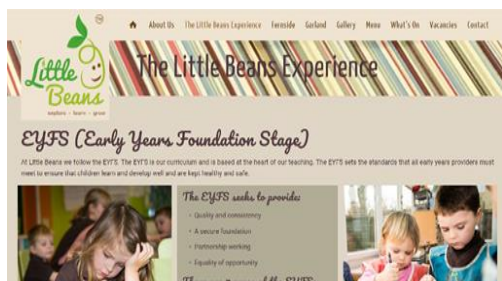 About Us The Little Beans Experience Fernside Garland Gallery Menu What's On Vacancies Contact
Little
Beans
explore - learn - grow
The Little Beans Experience
EYFS (Early Years Foundation Stage)
At Little Beans we follow the EYFS. The EYFS is our curriculum and is based at the heart of our teaching. The EYFS sets the standards that all early years providers must
meet to ensure that children learn and develop well and are kept healthy and safe.
The EYFS seeks to provide:
Quality and consistency
A secure foundation
Partnership working
Equality of opportunity